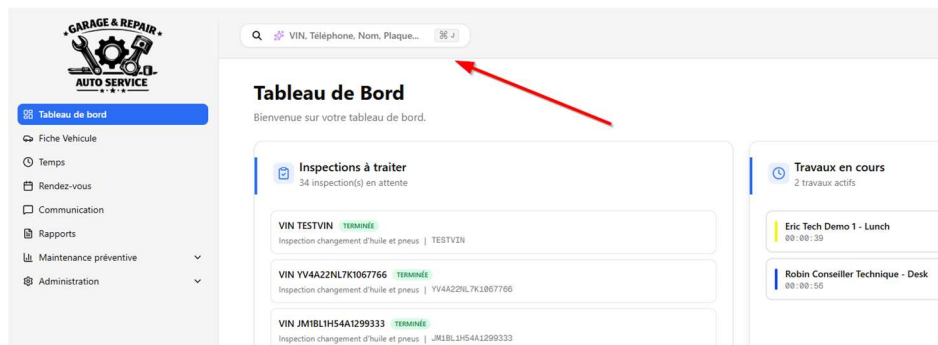 GARAGE & REPAIR
AUTO SERVICE
VIN, Téléphone, Nom, Plaque... ⌘ J
Tableau de bord
Fiche Vehicule
Temps
Rendez-vous
Communication
Rapports
Maintenance préventive
Administration
Tableau de Bord
Bienvenue sur votre tableau de bord.
Inspections à traiter
34 inspection(s) en attente
VIN TESTVIN TERMINÉE
Inspection changement d'huile et pneus | TESTVIN
VIN YV4A22NL7K1067766 TERMINÉE
Inspection changement d'huile et pneus | YV4A22NL7K1067766
VIN JM1BL1H54A1299333 TERMINÉE
Inspection changement d'huile et pneus | JM1BL1H54A1299333
Travaux en cours
2 travaux actifs
Eric Tech Demo 1 - Lunch
00:00:39
Robin Conseiller Technique - Desk
00:00:56